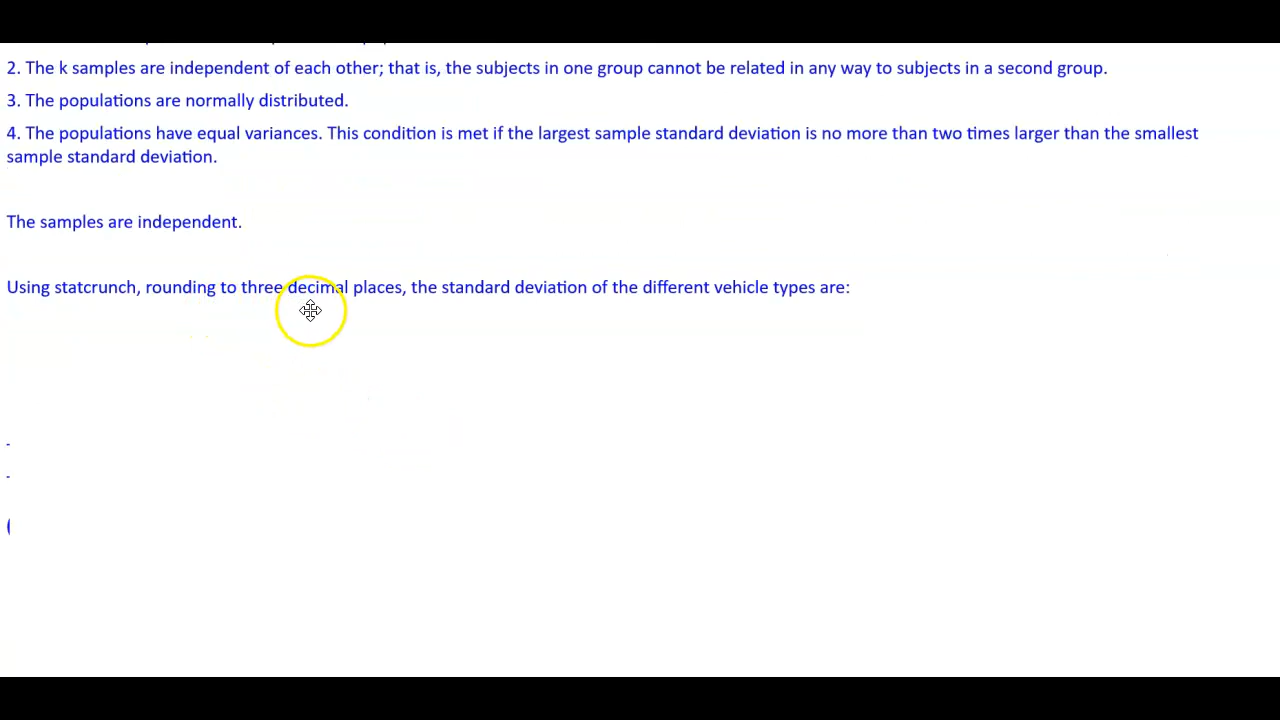 2. The k samples are independent of each other; that is, the subjects in one group cannot be related in any way to subjects in a second group.
3. The populations are normally distributed.
4. The populations have equal variances. This condition is met if the largest sample standard deviation is no more than two times larger than the smallest
sample standard deviation.
The samples are independent.
Using statcrunch, rounding to three decimal places, the standard deviation of the different vehicle types are: